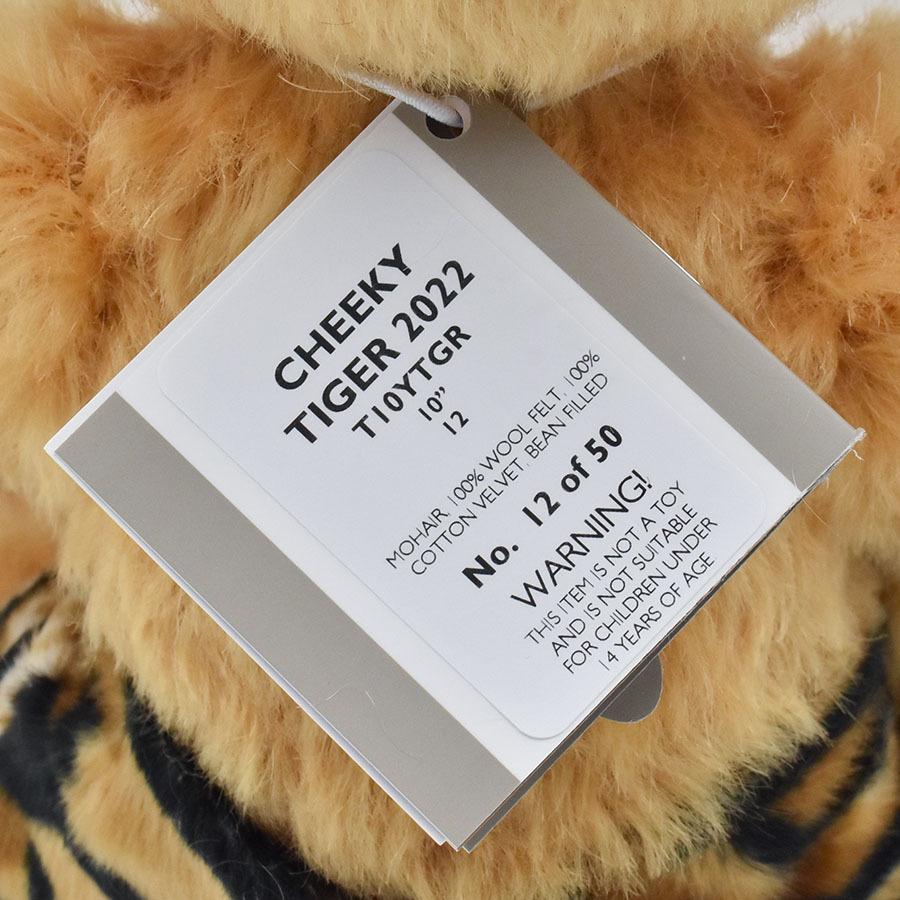 CHEEKY
TIGER 2022
T10YTGR
10”
12
MOHAIR, 100% WOOL FELT, 100%
COTTON VELVET, BEAN FILLED
No. 12 of 50
WARNING!
THIS ITEM IS NOT A TOY
AND IS NOT SUITABLE
FOR CHILDREN UNDER
14 YEARS OF AGE